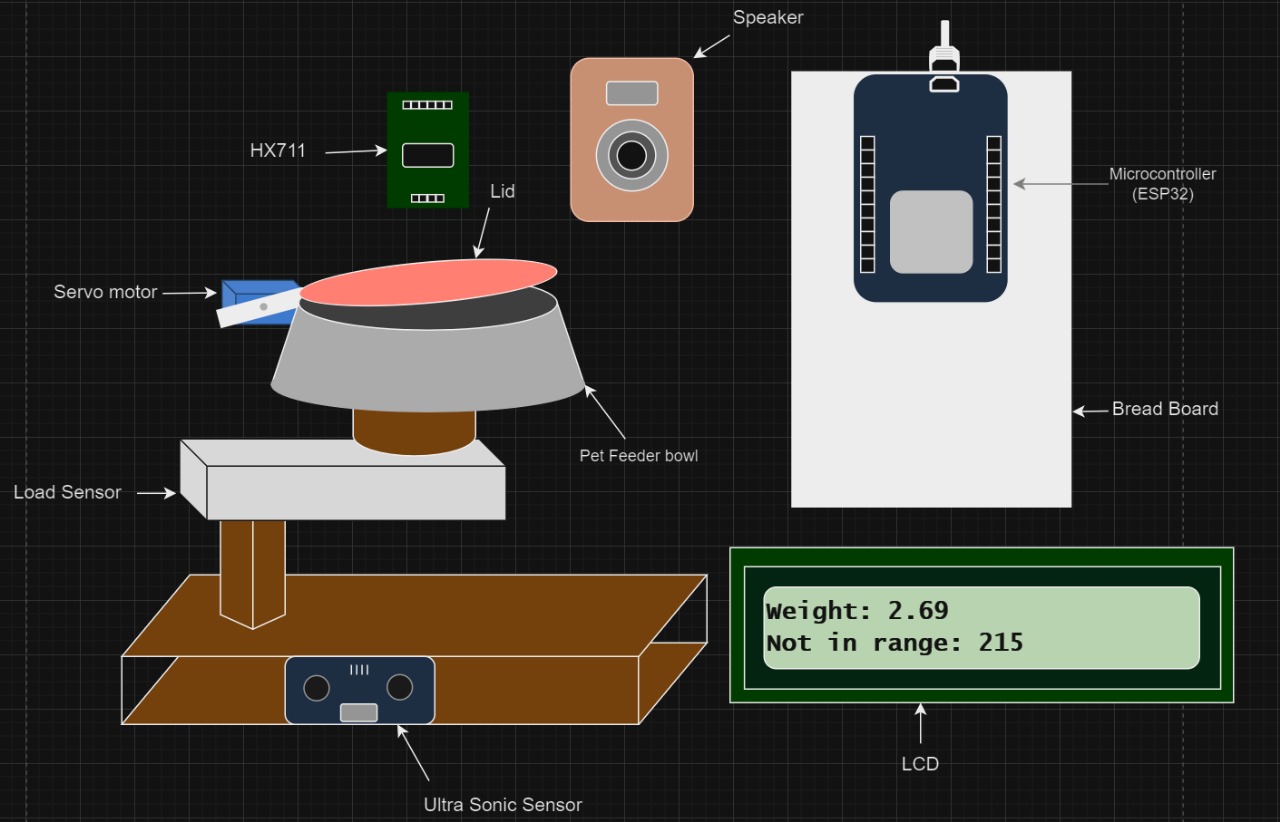 Speaker
HX711
Lid
Microcontroller
(ESP32)
Servo motor
Bread Board
Pet Feeder bowl
Load Sensor
Weight: 2.69
Not in range: 215
LCD
Ultra Sonic Sensor